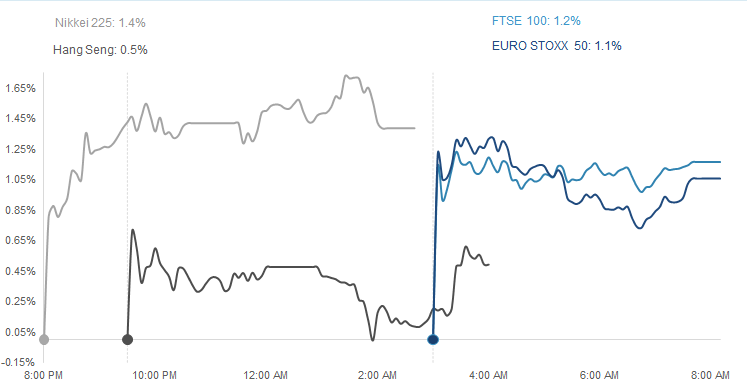 Nikkei 225: 1.4%
Hang Seng: 0.5%
FTSE 100: 1.2%
EURO STOXX 50: 1.1%
1.65%
1.45%
1.25%
1.05%
0.85%
0.65%
0.45%
0.25%
0.05%
-0.15%
8:00 PM
10:00 PM
12:00 AM
2:00 AM
4:00 AM
6:00 AM
8:00 AM